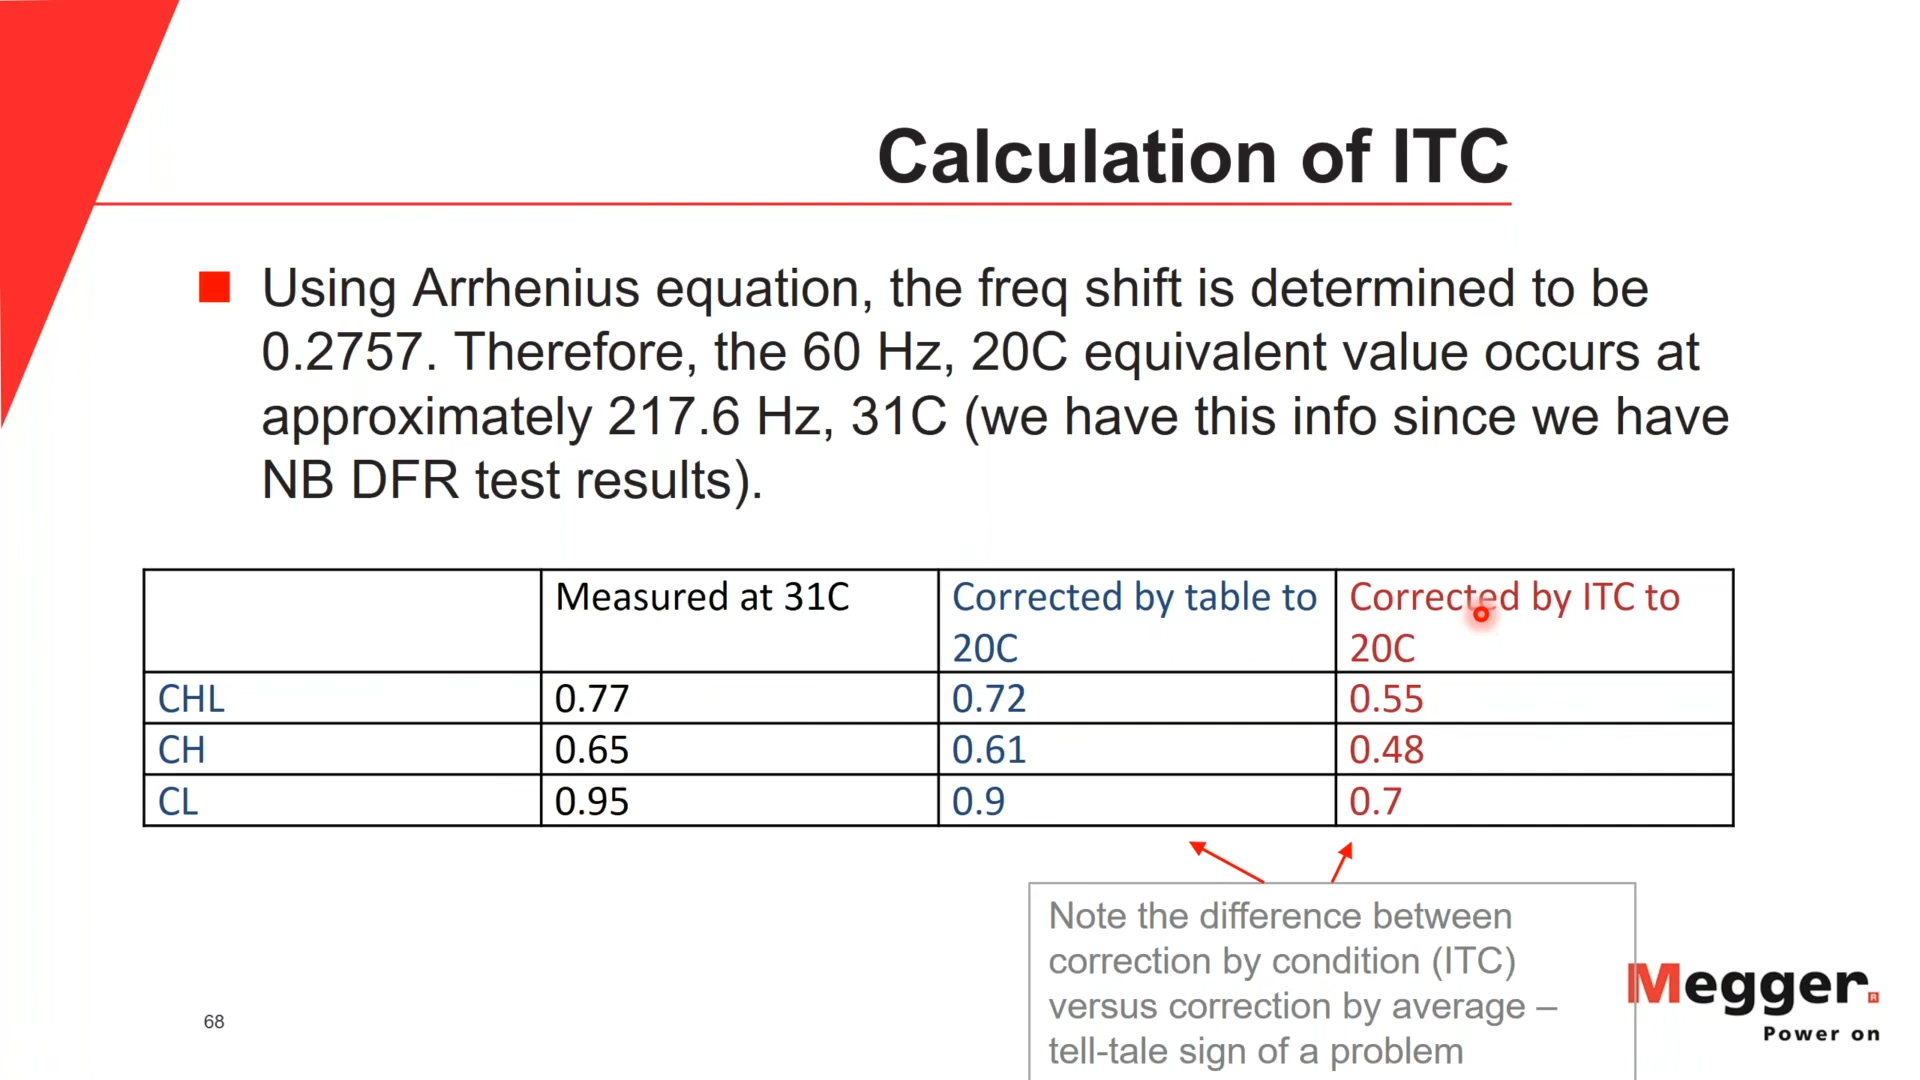 Calculation of ITC
Using Arrhenius equation, the freq shift is determined to be
0.2757. Therefore, the 60 Hz, 20C equivalent value occurs at
approximately 217.6 Hz, 31C (we have this info since we have
NB DFR test results).
Measured at 31C
Corrected by table to
20C
Corrected by ITC to
20C
CHL 0.77 0.72 0.55
CH 0.65 0.61 0.48
CL 0.95 0.9 0.7
Note the difference between
correction by condition (ITC)
versus correction by average –
tell-tale sign of a problem
68
Megger®
Power on